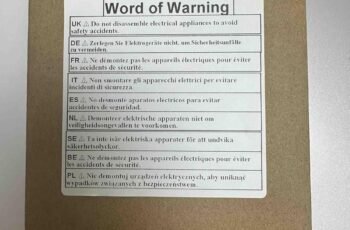 Word of Warning
UK ⚠ Do not disassemble electrical appliances to avoid
safety accidents.
DE ⚠ Zerlegen Sie Elektrogeräte nicht, um Sicherheitsunfälle
zu vermeiden.
FR ⚠ Ne démontez pas les appareils électriques pour éviter
les accidents de sécurité.
IT ⚠ Non smontare gli apparecchi elettrici per evitare
incidenti di sicurezza
ES ⚠ No desmonte aparatos électricos para evitar
accidentes de seguridad.
NL ⚠ Demonteer elektrische apparaten niet om
veiligheidsongevallen te voorkomen.
SE ⚠ Ta inte isär elektriska apparater för att undvika
säkerhetsolyckor.
BE ⚠ Ne démontez pas les appareils électriques pour éviter
les accidents de sécurité.
PL ⚠ Nie demontuj urządzeń elektrycznych, aby uniknąć
wypadków związanych z bezpieczeństwem.